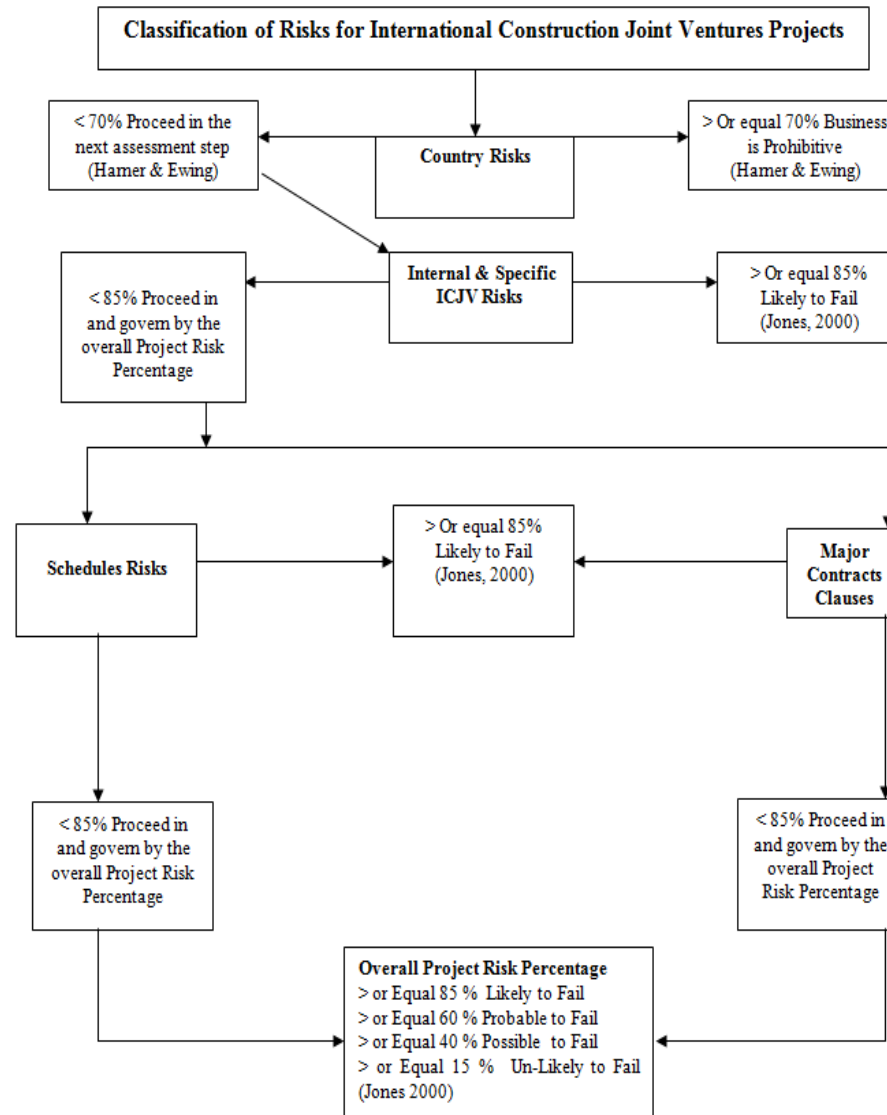 Classification of Risks for International Construction Joint Ventures Projects
< 70% Proceed in the
next assessment step
(Hamer & Ewing)
Country Risks
> Or equal 70% Business
is Prohibitive
(Hamer & Ewing)
< 85% Proceed in
and govern by the
overall Project Risk
Percentage
Internal & Specific
ICJV Risks
> Or equal 85%
Likely to Fail
(Jones, 2000)
Schedules Risks
> Or equal 85%
Likely to Fail
(Jones, 2000)
Major
Contracts
Clauses
< 85% Proceed in
and govern by the
overall Project Risk
Percentage
< 85% Proceed in
and govern by the
overall Project
Risk Percentage
Overall Project Risk Percentage
> or Equal 85 % Likely to Fail
> or Equal 60 % Probable to Fail
> or Equal 40 % Possible to Fail
> or Equal 15 % Un-Likely to Fail
(Jones 2000)